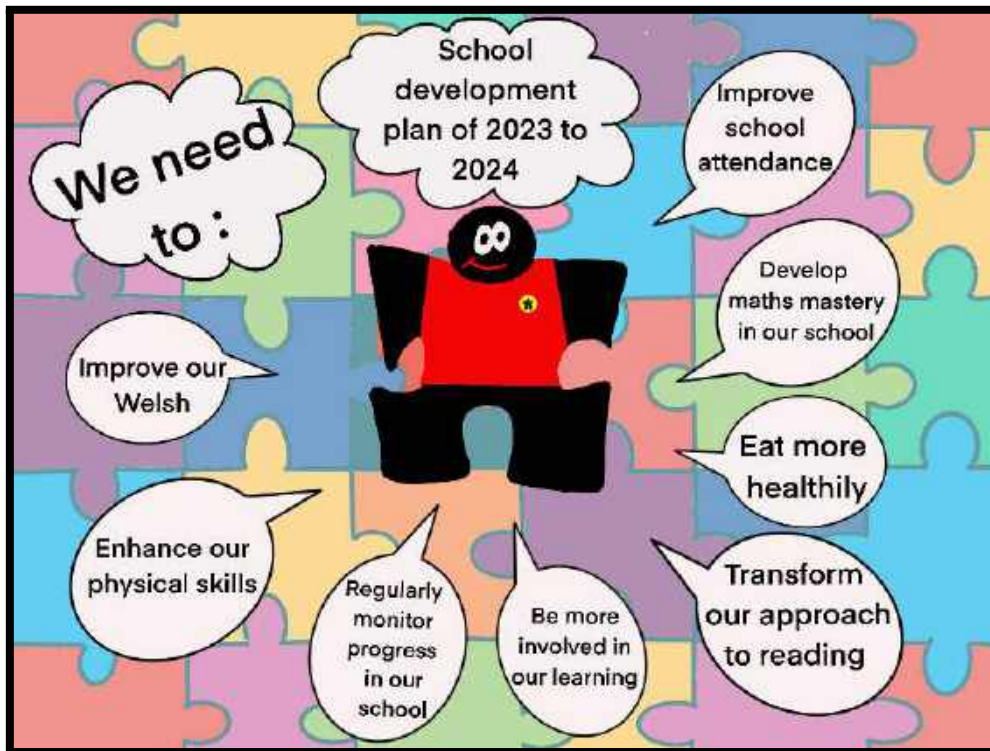 School
development
plan of 2023 to
2024
We need
to :
Improve
school
attendance
Develop
maths mastery
in our school
Improve our
Welsh
Eat more
healthily
Enhance our
physical skills
Regularly
monitor
progress
in our
school
Be more
involved in
our learning
Transform
our approach
to reading